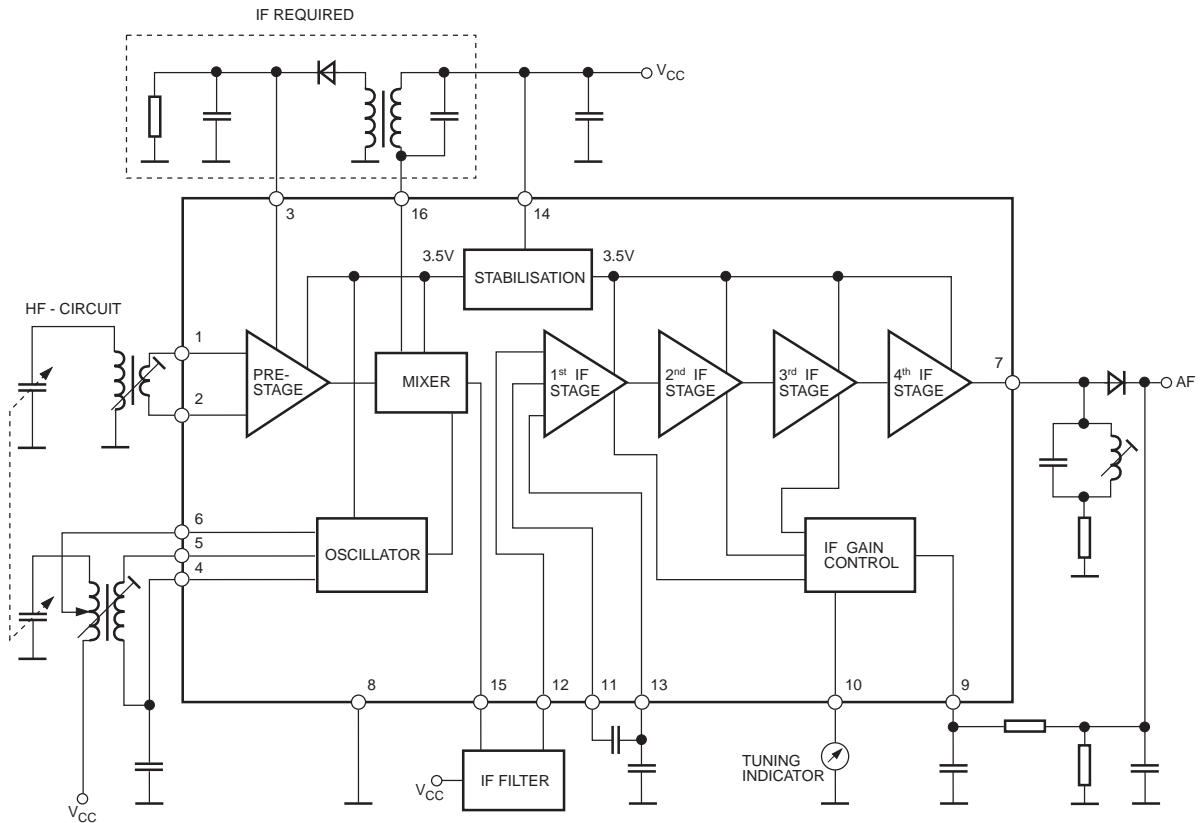 IF REQUIRED
VCC
3
16
14
3.5V
STABILISATION
3.5V
HF - CIRCUIT
1
2
PRE-
STAGE
MIXER
1st IF
STAGE
2nd IF
STAGE
3rd IF
STAGE
4th IF
STAGE
7
AF
6
5
4
OSCILLATOR
IF GAIN
CONTROL
8
15
12
11
13
10
9
VCC
VCC
IF FILTER
TUNING
INDICATOR